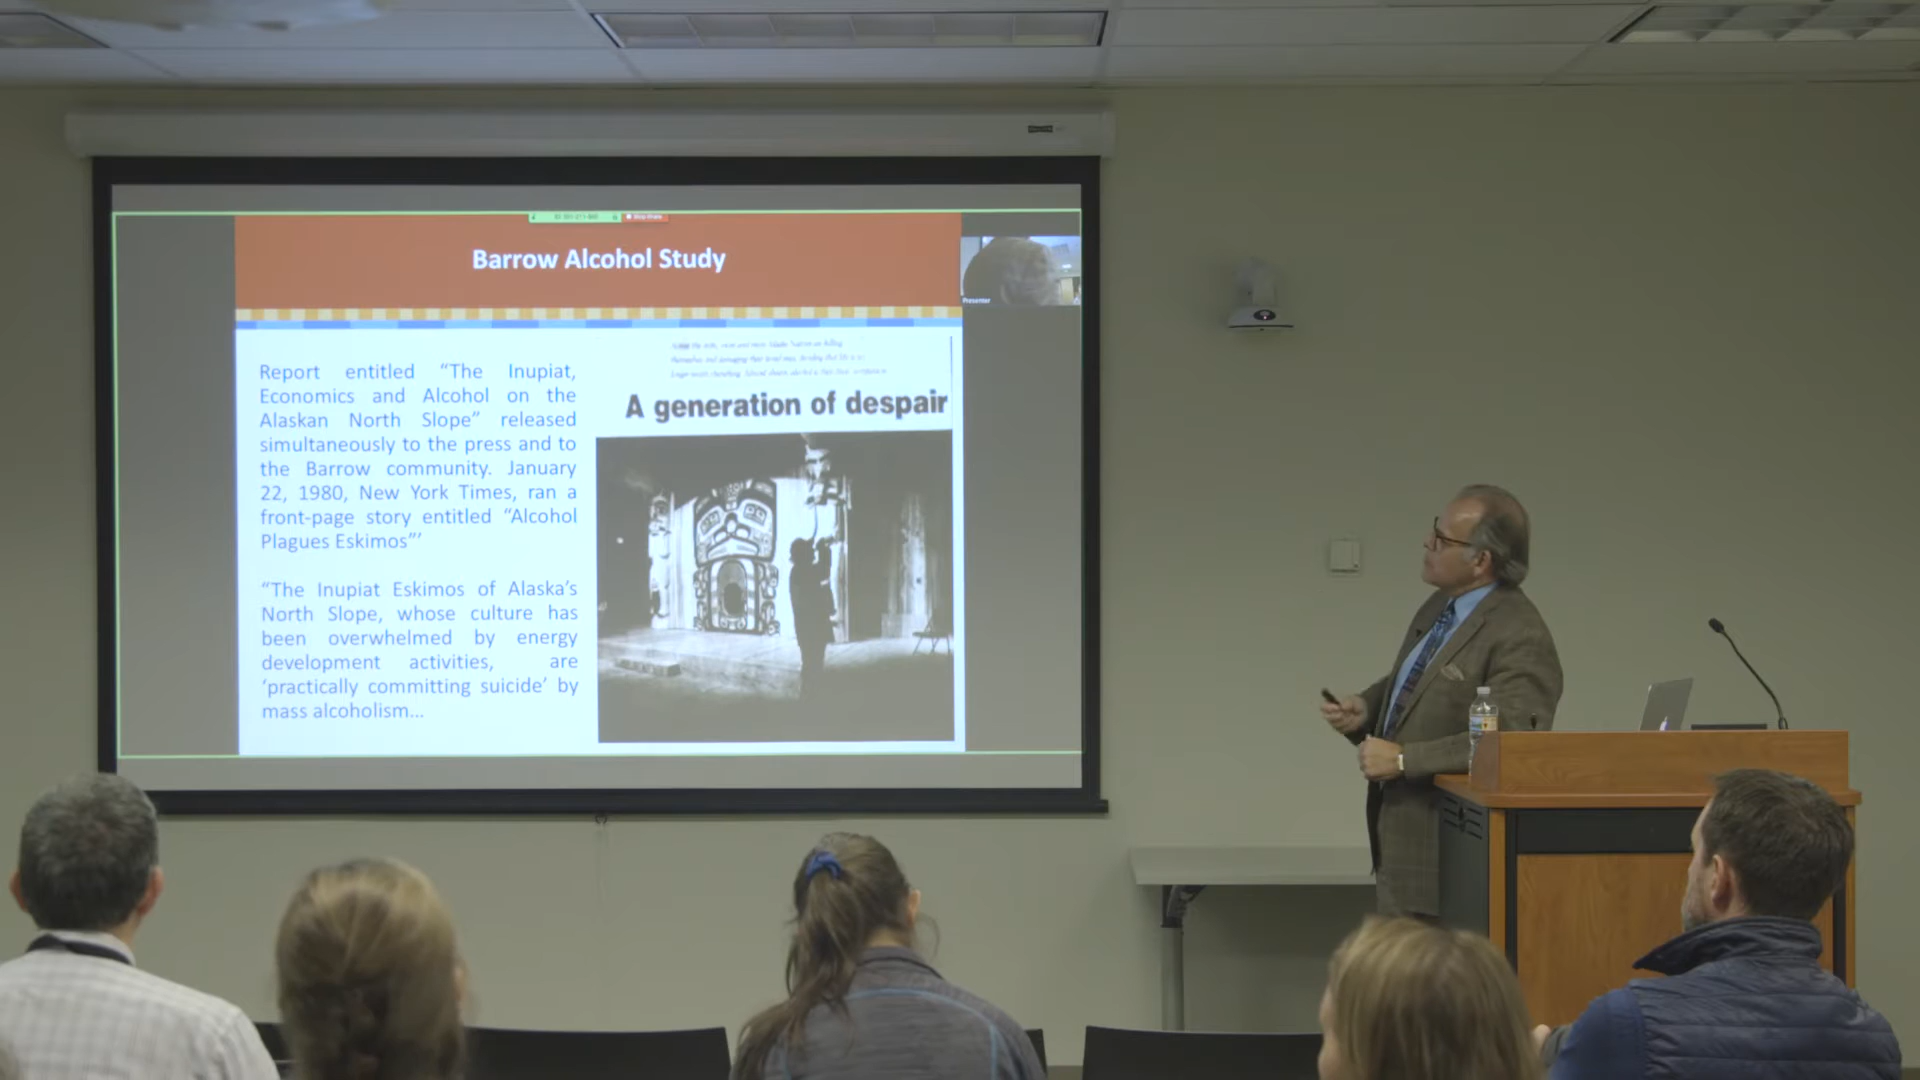 Stop Share
Barrow Alcohol Study
Presenter
Report entitled “The Inupiat,
Economics and Alcohol on the
Alaskan North Slope” released
simultaneously to the press and to
the Barrow community. January
22, 1980, New York Times, ran a
front-page story entitled “Alcohol
Plagues Eskimos”’
“The Inupiat Eskimos of Alaska’s
North Slope, whose culture has
been overwhelmed by energy
development activities, are
‘practically committing suicide’ by
mass alcoholism…
A generation of despair